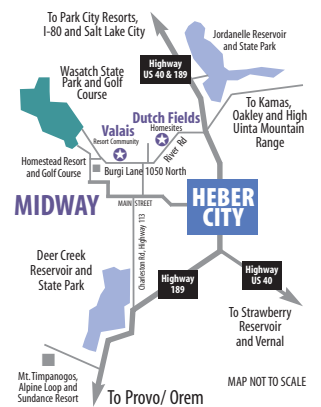 To Park City Resorts,
I-80 and Salt Lake City
Jordanelle Reservoir
and State Park
Highway
US 40 & 189
Wasatch State
Park and Golf
Course
To Kamas,
Oakley and High
Uinta Mountain
Range
Dutch Fields
Homesites
Valais
Resort Community
River Rd
Homestead Resort
and Golf Course
Burgi Lane 1050 North
MIDWAY
MAIN STREET
HEBER
CITY
Charleston Rd, Highway 113
Deer Creek
Reservoir and
State Park
Highway
189
Highway
US 40
To Strawberry
Reservoir
and Vernal
Mt. Timpanogos,
Alpine Loop and
Sundance Resort
To Provo/ Orem
MAP NOT TO SCALE